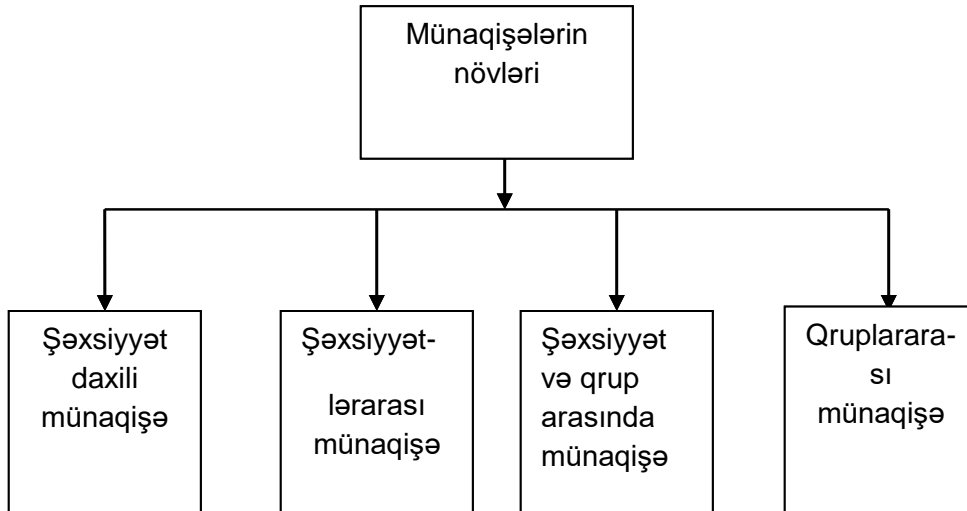 Münaqişələrin
növləri
Şəxsiyyət
daxili
münaqişə
Şəxsiyyət-
lərarası
münaqişə
Şəxsiyyət
və qrup
arasında
münaqişə
Qruplarara-
sı
münaqişə